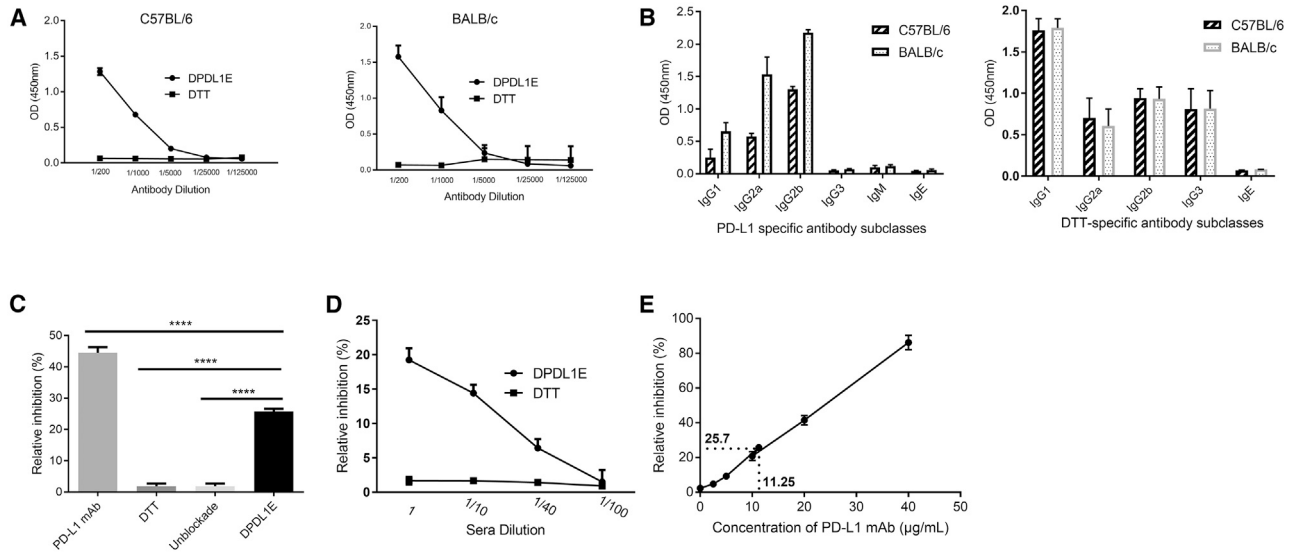 A
C57BL/6
OD (450nm)
2.0
1.5
1.0
0.5
0.0
DPDL1E
DTT
1/200
1/1000
1/5000
1/25000
1/125000
Antibody Dilution
BALB/c
OD (450nm)
2.0
1.5
1.0
0.5
0.0
DPDL1E
DTT
1/200
1/1000
1/5000
1/25000
1/125000
Antibody Dilution
B
OD (450nm)
2.5
2.0
1.5
1.0
0.5
0.0
C57BL/6
BALB/c
IgG1
IgG2a
IgG2b
IgG3
IgM
IgE
PD-L1 specific antibody subclasses
OD (450nm)
2.0
1.5
1.0
0.5
0.0
C57BL/6
BALB/c
IgG1
IgG2a
IgG2b
IgG3
IgE
DTT-specific antibody subclasses
C
Relative inhibition (%)
50
40
30
20
10
0
****
****
****
PD-L1 mAb
DTT
Unblockade
DPDL1E
D
Relative inhibition (%)
25
20
15
10
5
0
DPDL1E
DTT
1
1/10
1/40
1/100
Sera Dilution
E
Relative inhibition (%)
100
80
60
40
20
0
25.7
11.25
0
10
20
30
40
50
Concentration of PD-L1 mAb (μg/mL)